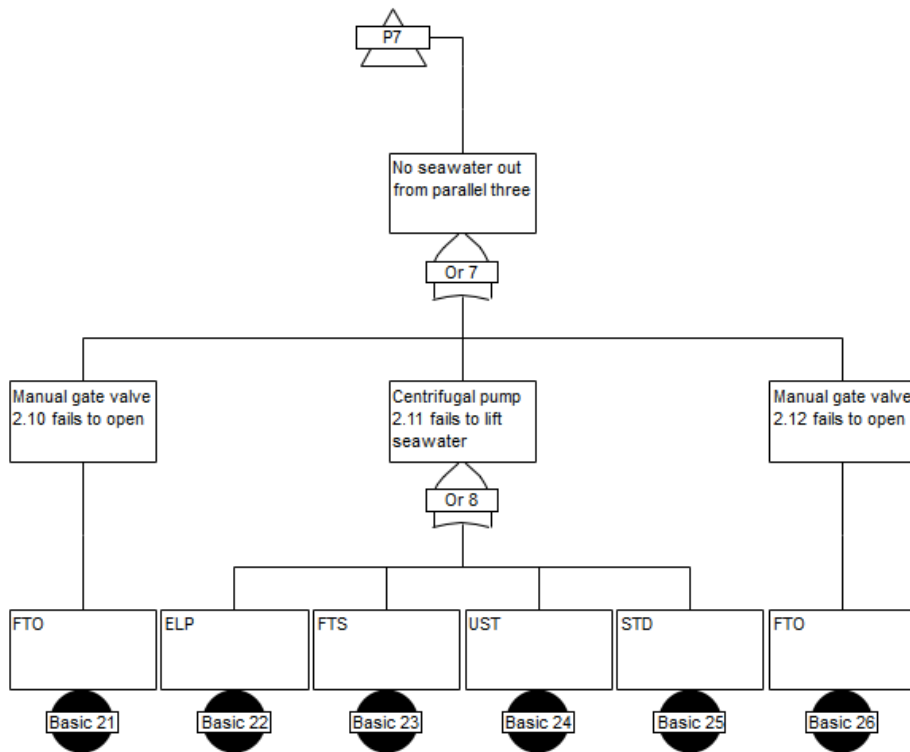 P7
No seawater out
from parallel three
Or 7
Manual gate valve
2.10 fails to open
Centrifugal pump
2.11 fails to lift
seawater
Manual gate valve
2.12 fails to open
Or 8
FTO
ELP
FTS
UST
STD
FTO
Basic 21
Basic 22
Basic 23
Basic 24
Basic 25
Basic 26